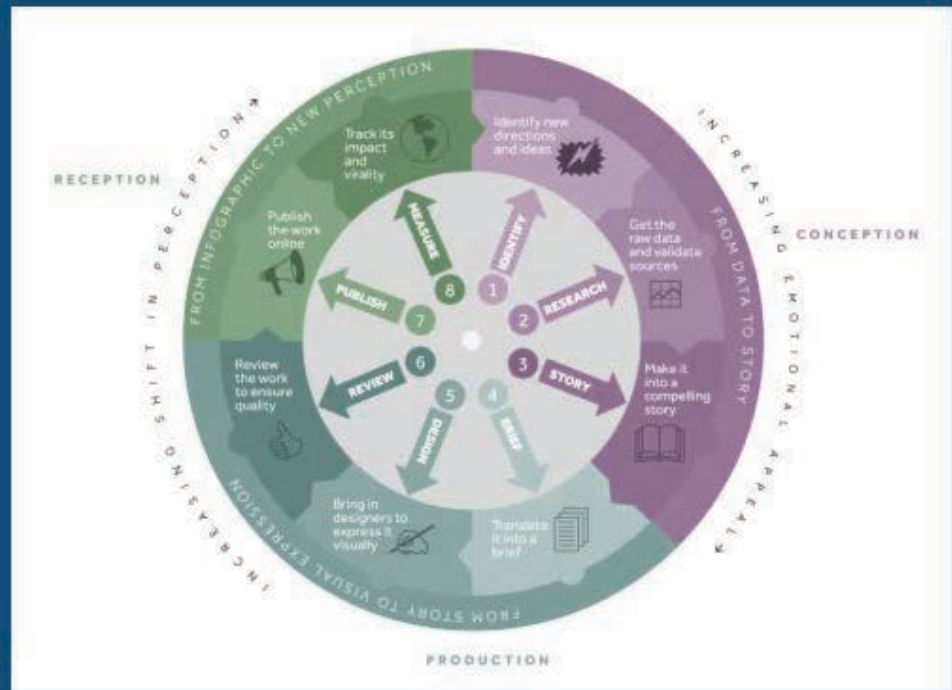 RECEPTION
CONCEPTION
PRODUCTION
INCREASING EMOTIONAL APPEAL
INCREASING SHIFT IN PERCEPTION
FROM DATA TO STORY
FROM STORY TO VISUAL EXPRESSION
FROM INFOGRAPHIC TO NEW PERCEPTION
1 IDENTIFY
Identify new
directions
and ideas
2 RESEARCH
Get the
raw data
and validate
sources
3 STORY
Make it
into a
compelling
story
4 BRIEF
Translate
it into a
brief
5 DESIGN
Bring in
designers to
express it
visually
6 REVIEW
Review
the work
to ensure
quality
7 PUBLISH
Publish
the work
online
8 MEASURE
Track its
impact
and
virality